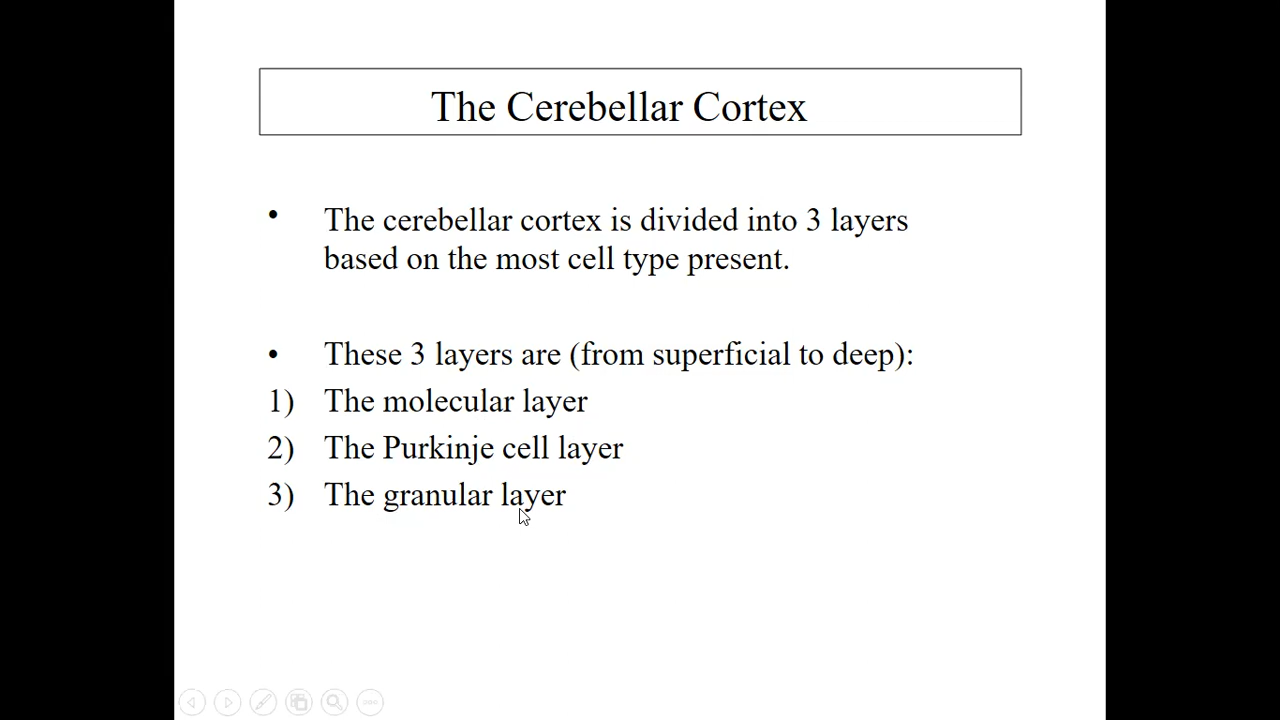 The Cerebellar Cortex
• The cerebellar cortex is divided into 3 layers
based on the most cell type present.
• These 3 layers are (from superficial to deep):
1) The molecular layer
2) The Purkinje cell layer
3) The granular layer